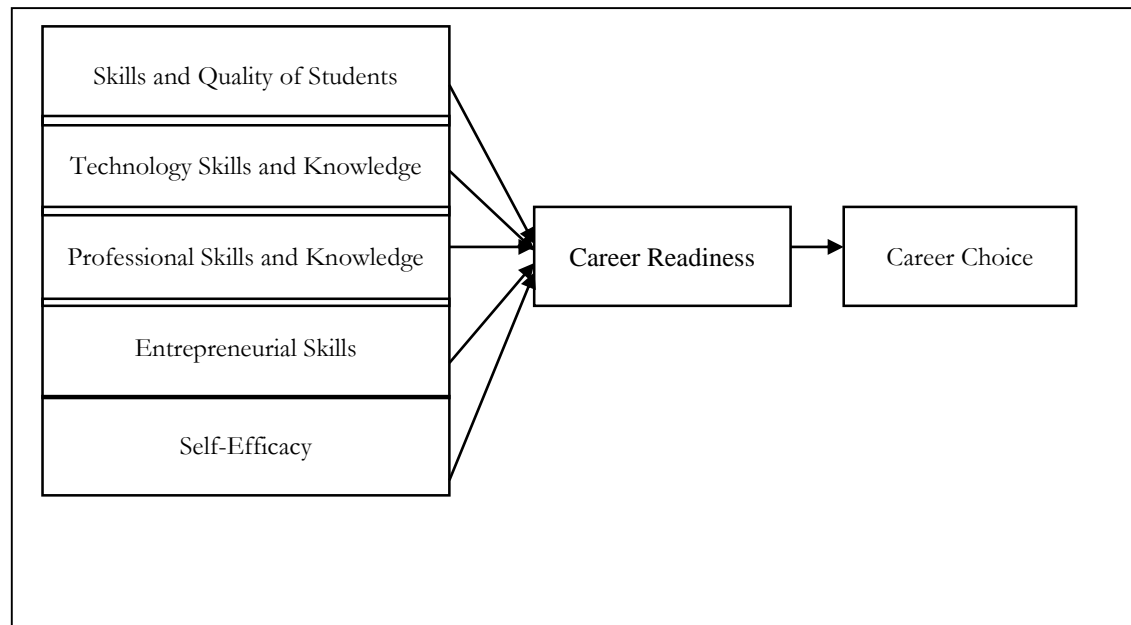 Skills and Quality of Students
Technology Skills and Knowledge
Professional Skills and Knowledge
Entrepreneurial Skills
Self-Efficacy
Career Readiness
Career Choice